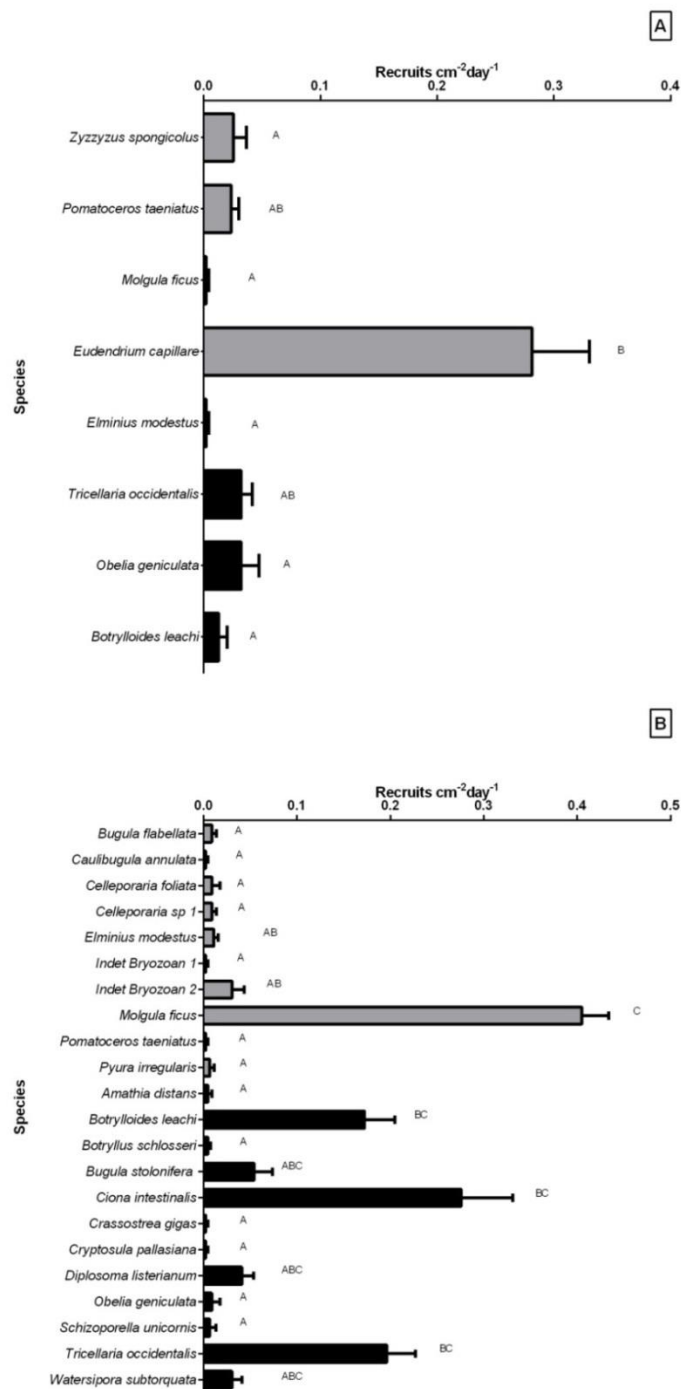 A
Recruits cm-2day-1
0.0 0.1 0.2 0.3 0.4
Species
Zyzzyzus spongicolus A
Pomatoceros taeniatus AB
Molgula ficus A
Eudendrium capillare B
Elminius modestus A
Tricellaria occidentalis AB
Obelia geniculata A
Botrylloides leachi A
B
Recruits cm-2day-1
0.0 0.1 0.2 0.3 0.4 0.5
Species
Bugula flabellata A
Caulibugula annulata A
Celleporaria foliata A
Celleporaria sp 1 A
Elminius modestus AB
Indet Bryozoan 1 A
Indet Bryozoan 2 AB
Molgula ficus C
Pomatoceros taeniatus A
Pyura irregularis A
Amathia distans A
Botrylloides leachi BC
Botryllus schlosseri A
Bugula stolonifera ABC
Ciona intestinalis BC
Crassostrea gigas A
Cryptosula pallasiana A
Diplosoma listerianum ABC
Obelia geniculata A
Schizoporella unicornis A
Tricellaria occidentalis BC
Watersipora subtorquata ABC